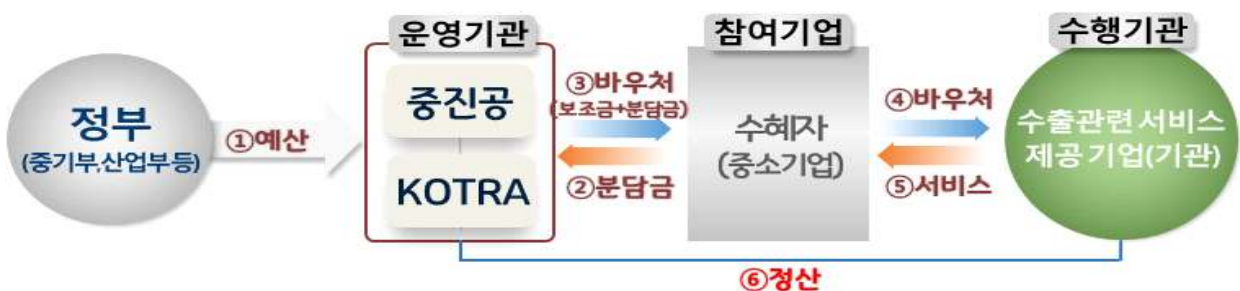 운영기관
참여기업
수행기관
정부
(중기부,산업부등)
①예산
중진공
KOTRA
③바우처
(보조금+분담금)
②분담금
수혜자
(중소기업)
④바우처
⑤서비스
수출관련 서비스
제공 기업(기관)
⑥정산